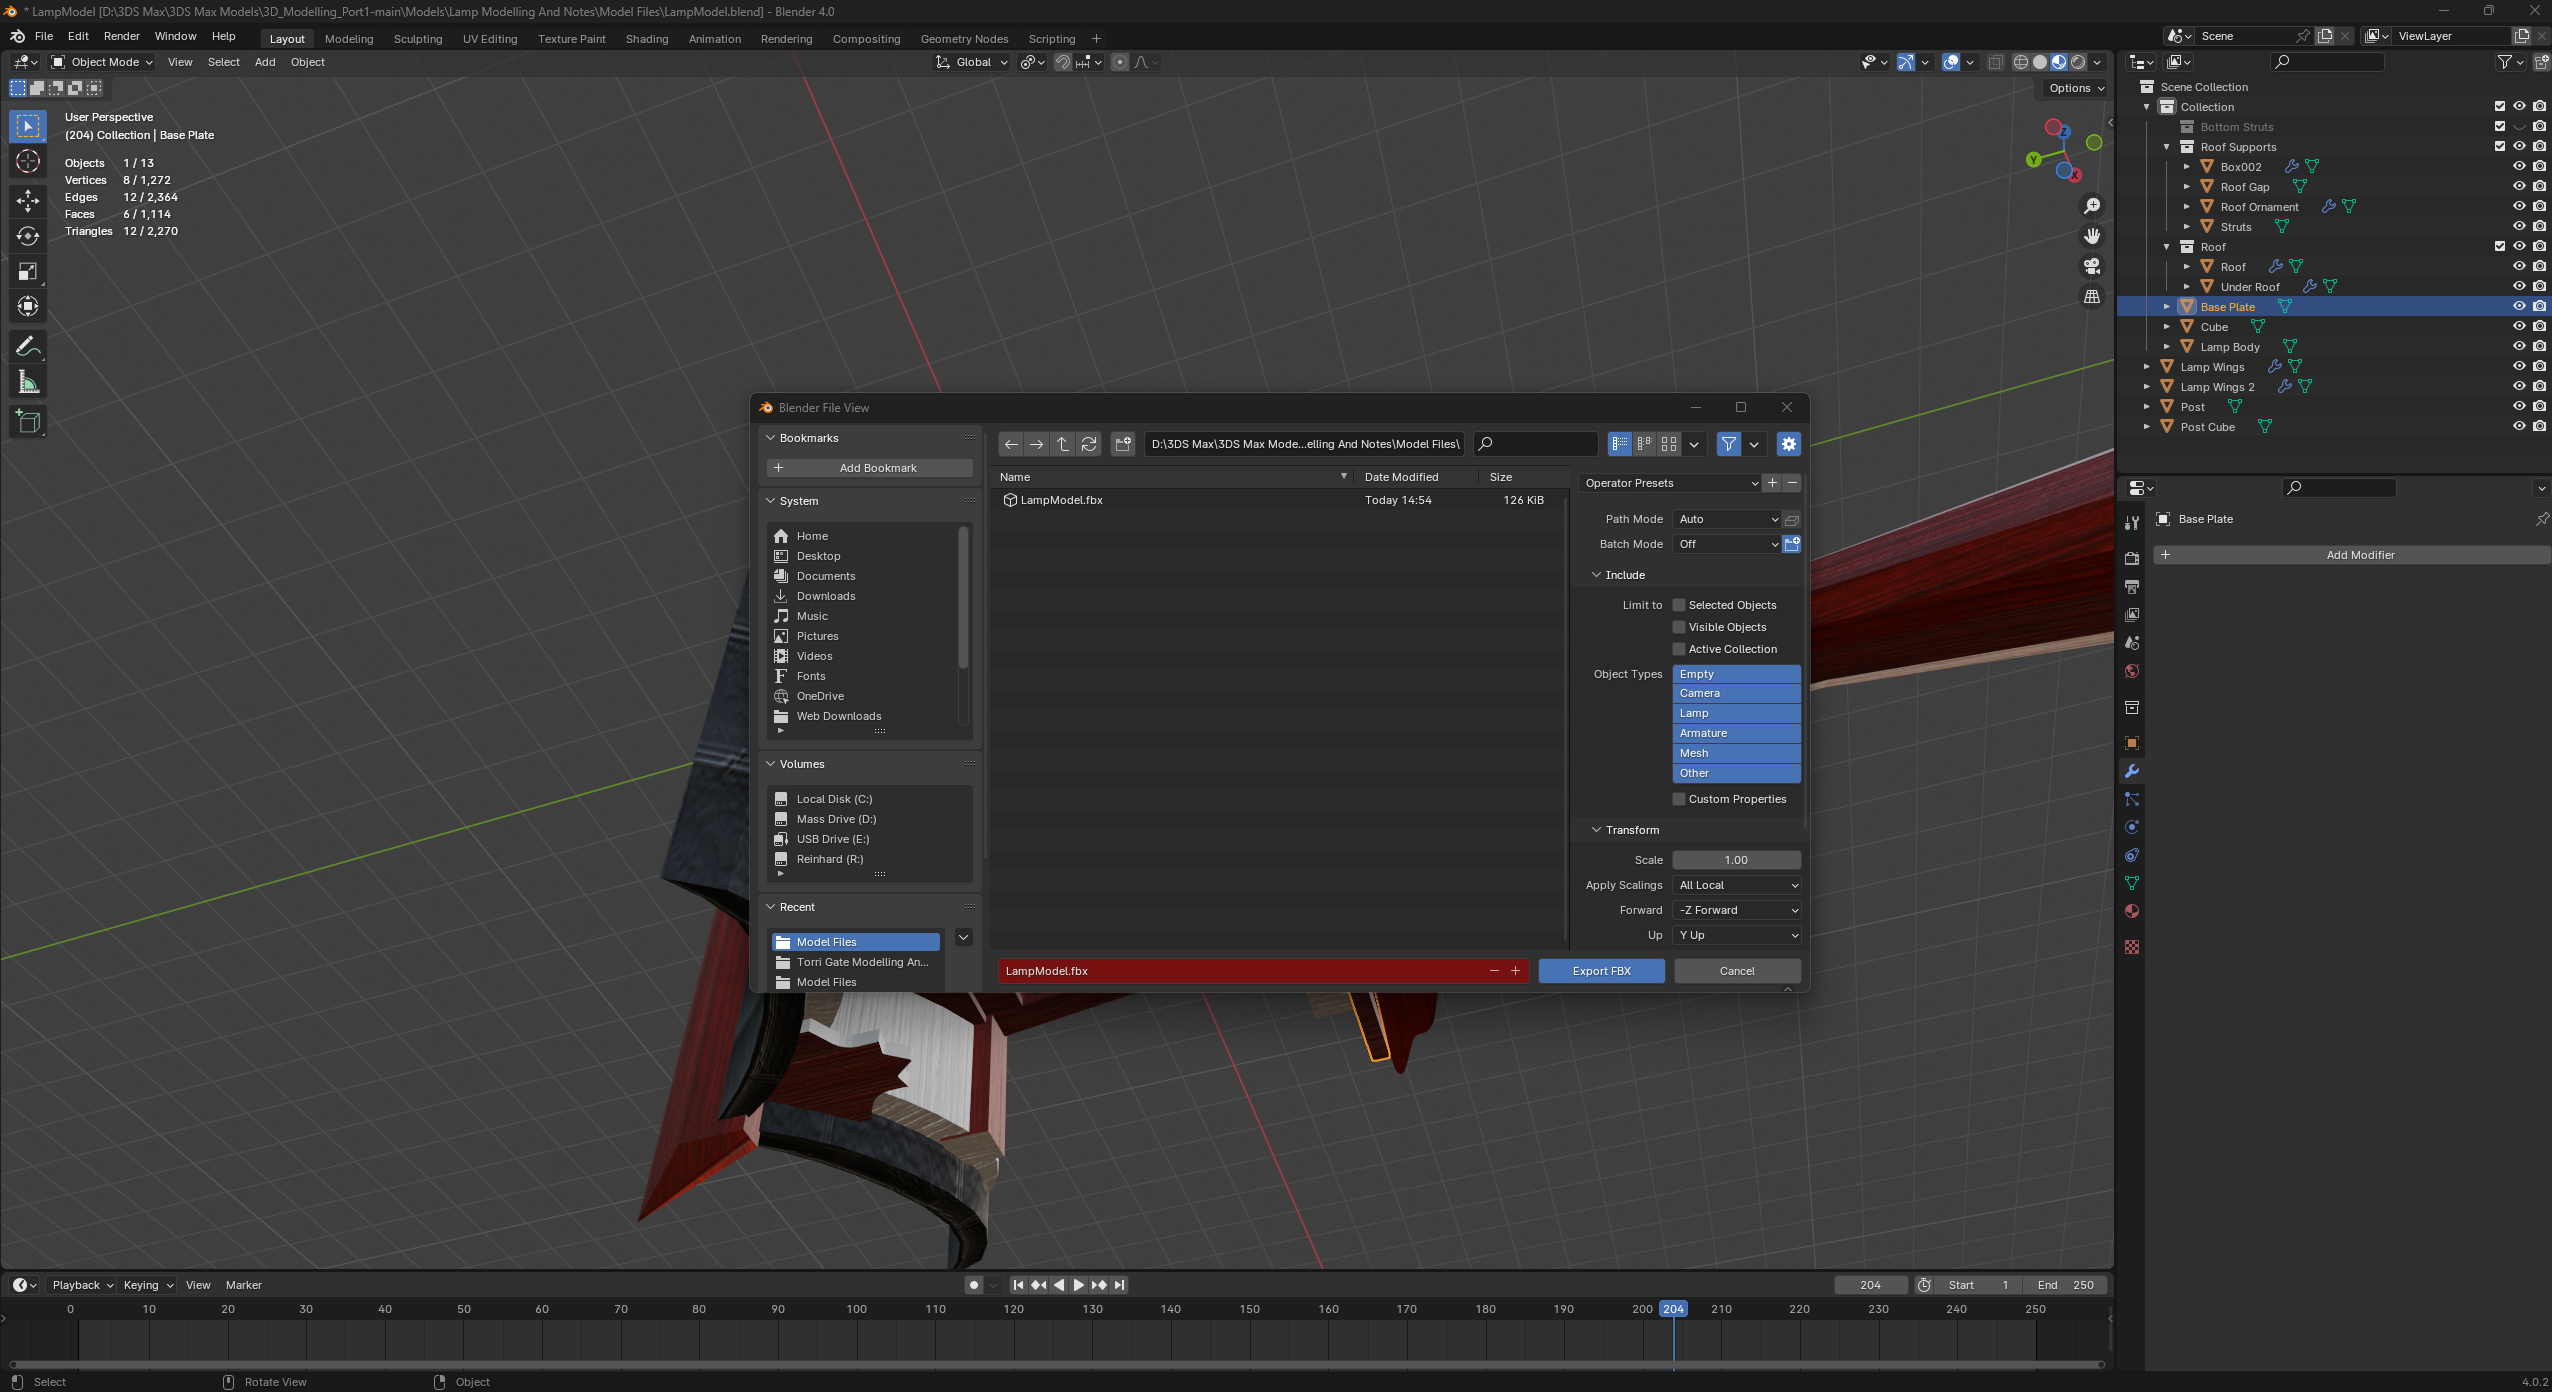 * LampModel [D:\3DS Max\3DS Max Models\3D_Modelling_Port1-main\Models\Lamp Modelling And Notes\Model Files\LampModel.blend] - Blender 4.0
File Edit Render Window Help
Layout Modeling Sculpting UV Editing Texture Paint Shading Animation Rendering Compositing Geometry Nodes Scripting +
Scene ViewLayer
Object Mode View Select Add Object
Global
Options
User Perspective
(204) Collection | Base Plate
Objects 1 / 13
Vertices 8 / 1,272
Edges 12 / 2,364
Faces 6 / 1,114
Triangles 12 / 2,270
Z
Y
X
Scene Collection
Collection
Bottom Struts
Roof Supports
Box002
Roof Gap
Roof Ornament
Struts
Roof
Roof
Under Roof
Base Plate
Cube
Lamp Body
Lamp Wings
Lamp Wings 2
Post
Post Cube
Base Plate
Add Modifier
Blender File View
Bookmarks
Add Bookmark
System
Home
Desktop
Documents
Downloads
Music
Pictures
Videos
Fonts
OneDrive
Web Downloads
Volumes
Local Disk (C:)
Mass Drive (D:)
USB Drive (E:)
Reinhard (R:)
Recent
Model Files
Torri Gate Modelling An...
Model Files
D:\3DS Max\3DS Max Mode...elling And Notes\Model Files\
Name Date Modified Size
LampModel.fbx Today 14:54 126 KiB
Operator Presets
Path Mode Auto
Batch Mode Off
Include
Limit to Selected Objects
Visible Objects
Active Collection
Object Types Empty
Camera
Lamp
Armature
Mesh
Other
Custom Properties
Transform
Scale 1.00
Apply Scalings All Local
Forward -Z Forward
Up Y Up
LampModel.fbx
Export FBX Cancel
Playback Keying View Marker
204 Start 1 End 250
0 10 20 30 40 50 60 70 80 90 100 110 120 130 140 150 160 170 180 190 200 204 210 220 230 240 250
Select Rotate View Object
4.0.2